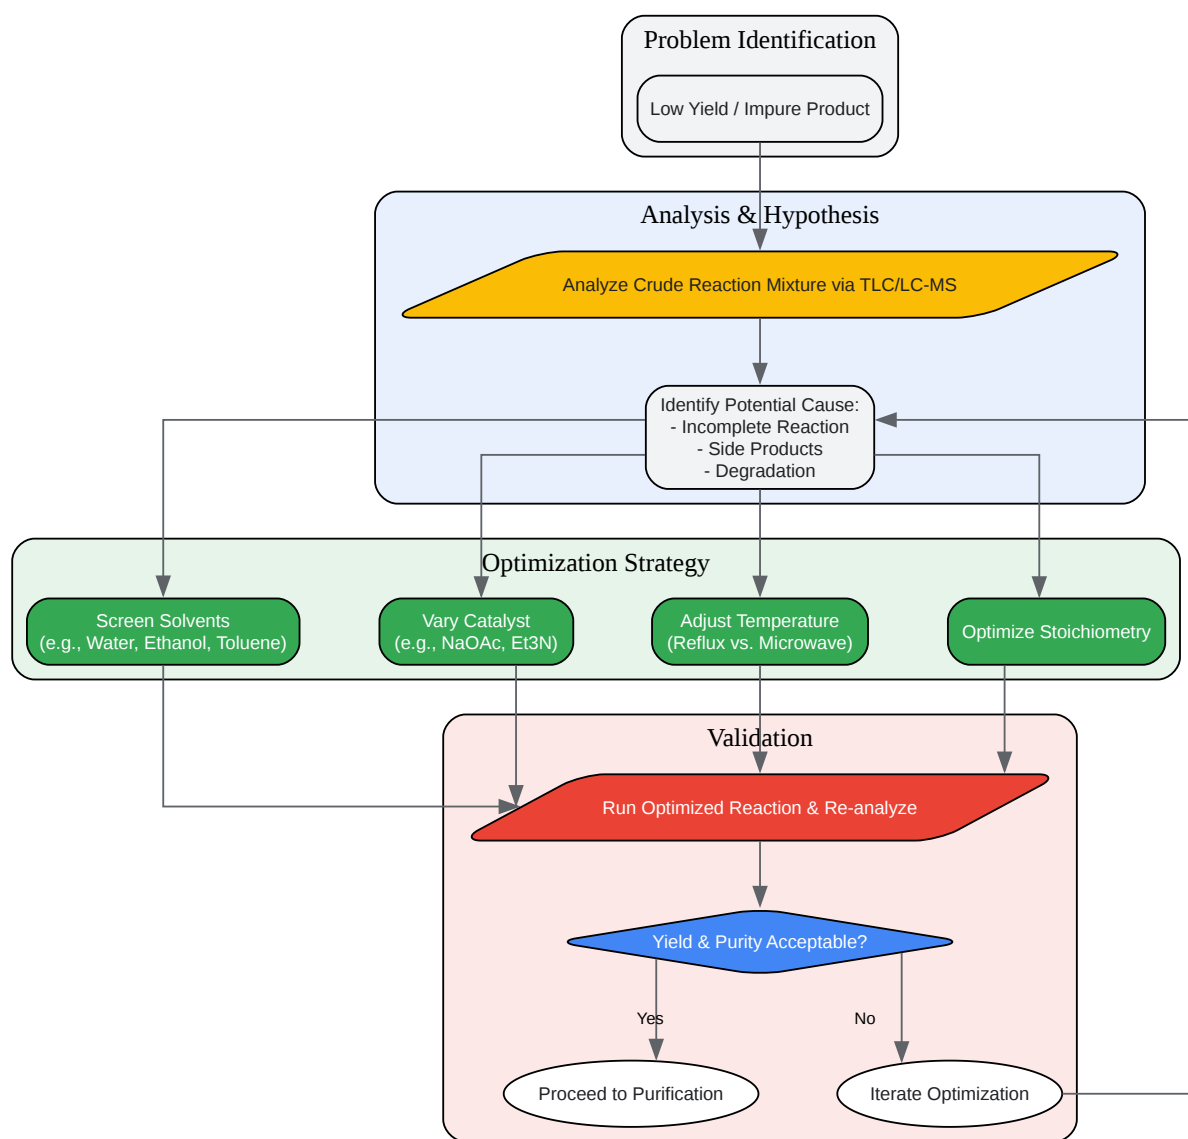 Problem Identification
Low Yield / Impure Product
Analysis & Hypothesis
Analyze Crude Reaction Mixture via TLC/LC-MS
Identify Potential Cause:
- Incomplete Reaction
- Side Products
- Degradation
Optimization Strategy
Screen Solvents
(e.g., Water, Ethanol, Toluene)
Vary Catalyst
(e.g., NaOAc, Et3N)
Adjust Temperature
(Reflux vs. Microwave)
Optimize Stoichiometry
Validation
Run Optimized Reaction & Re-analyze
Yield & Purity Acceptable?
Yes
No
Proceed to Purification
Iterate Optimization